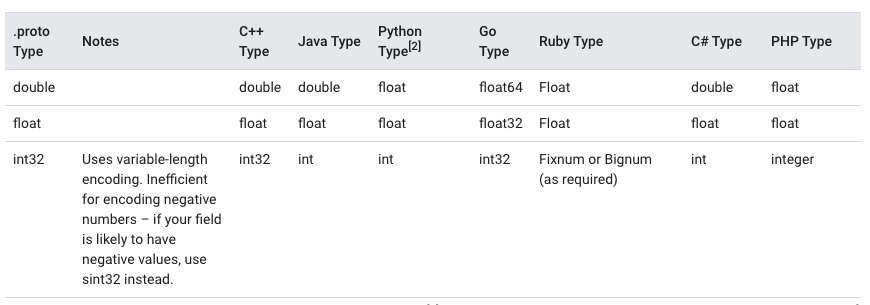 .proto Type Notes C++ Type Java Type Python Type[2] Go Type Ruby Type C# Type PHP Type
double double double float float64 Float double float
float float float float float32 Float float float
int32 Uses variable-length int32 int int int32 Fixnum or Bignum int integer
encoding. Inefficient (as required)
for encoding negative
numbers – if your field
is likely to have
negative values, use
sint32 instead.